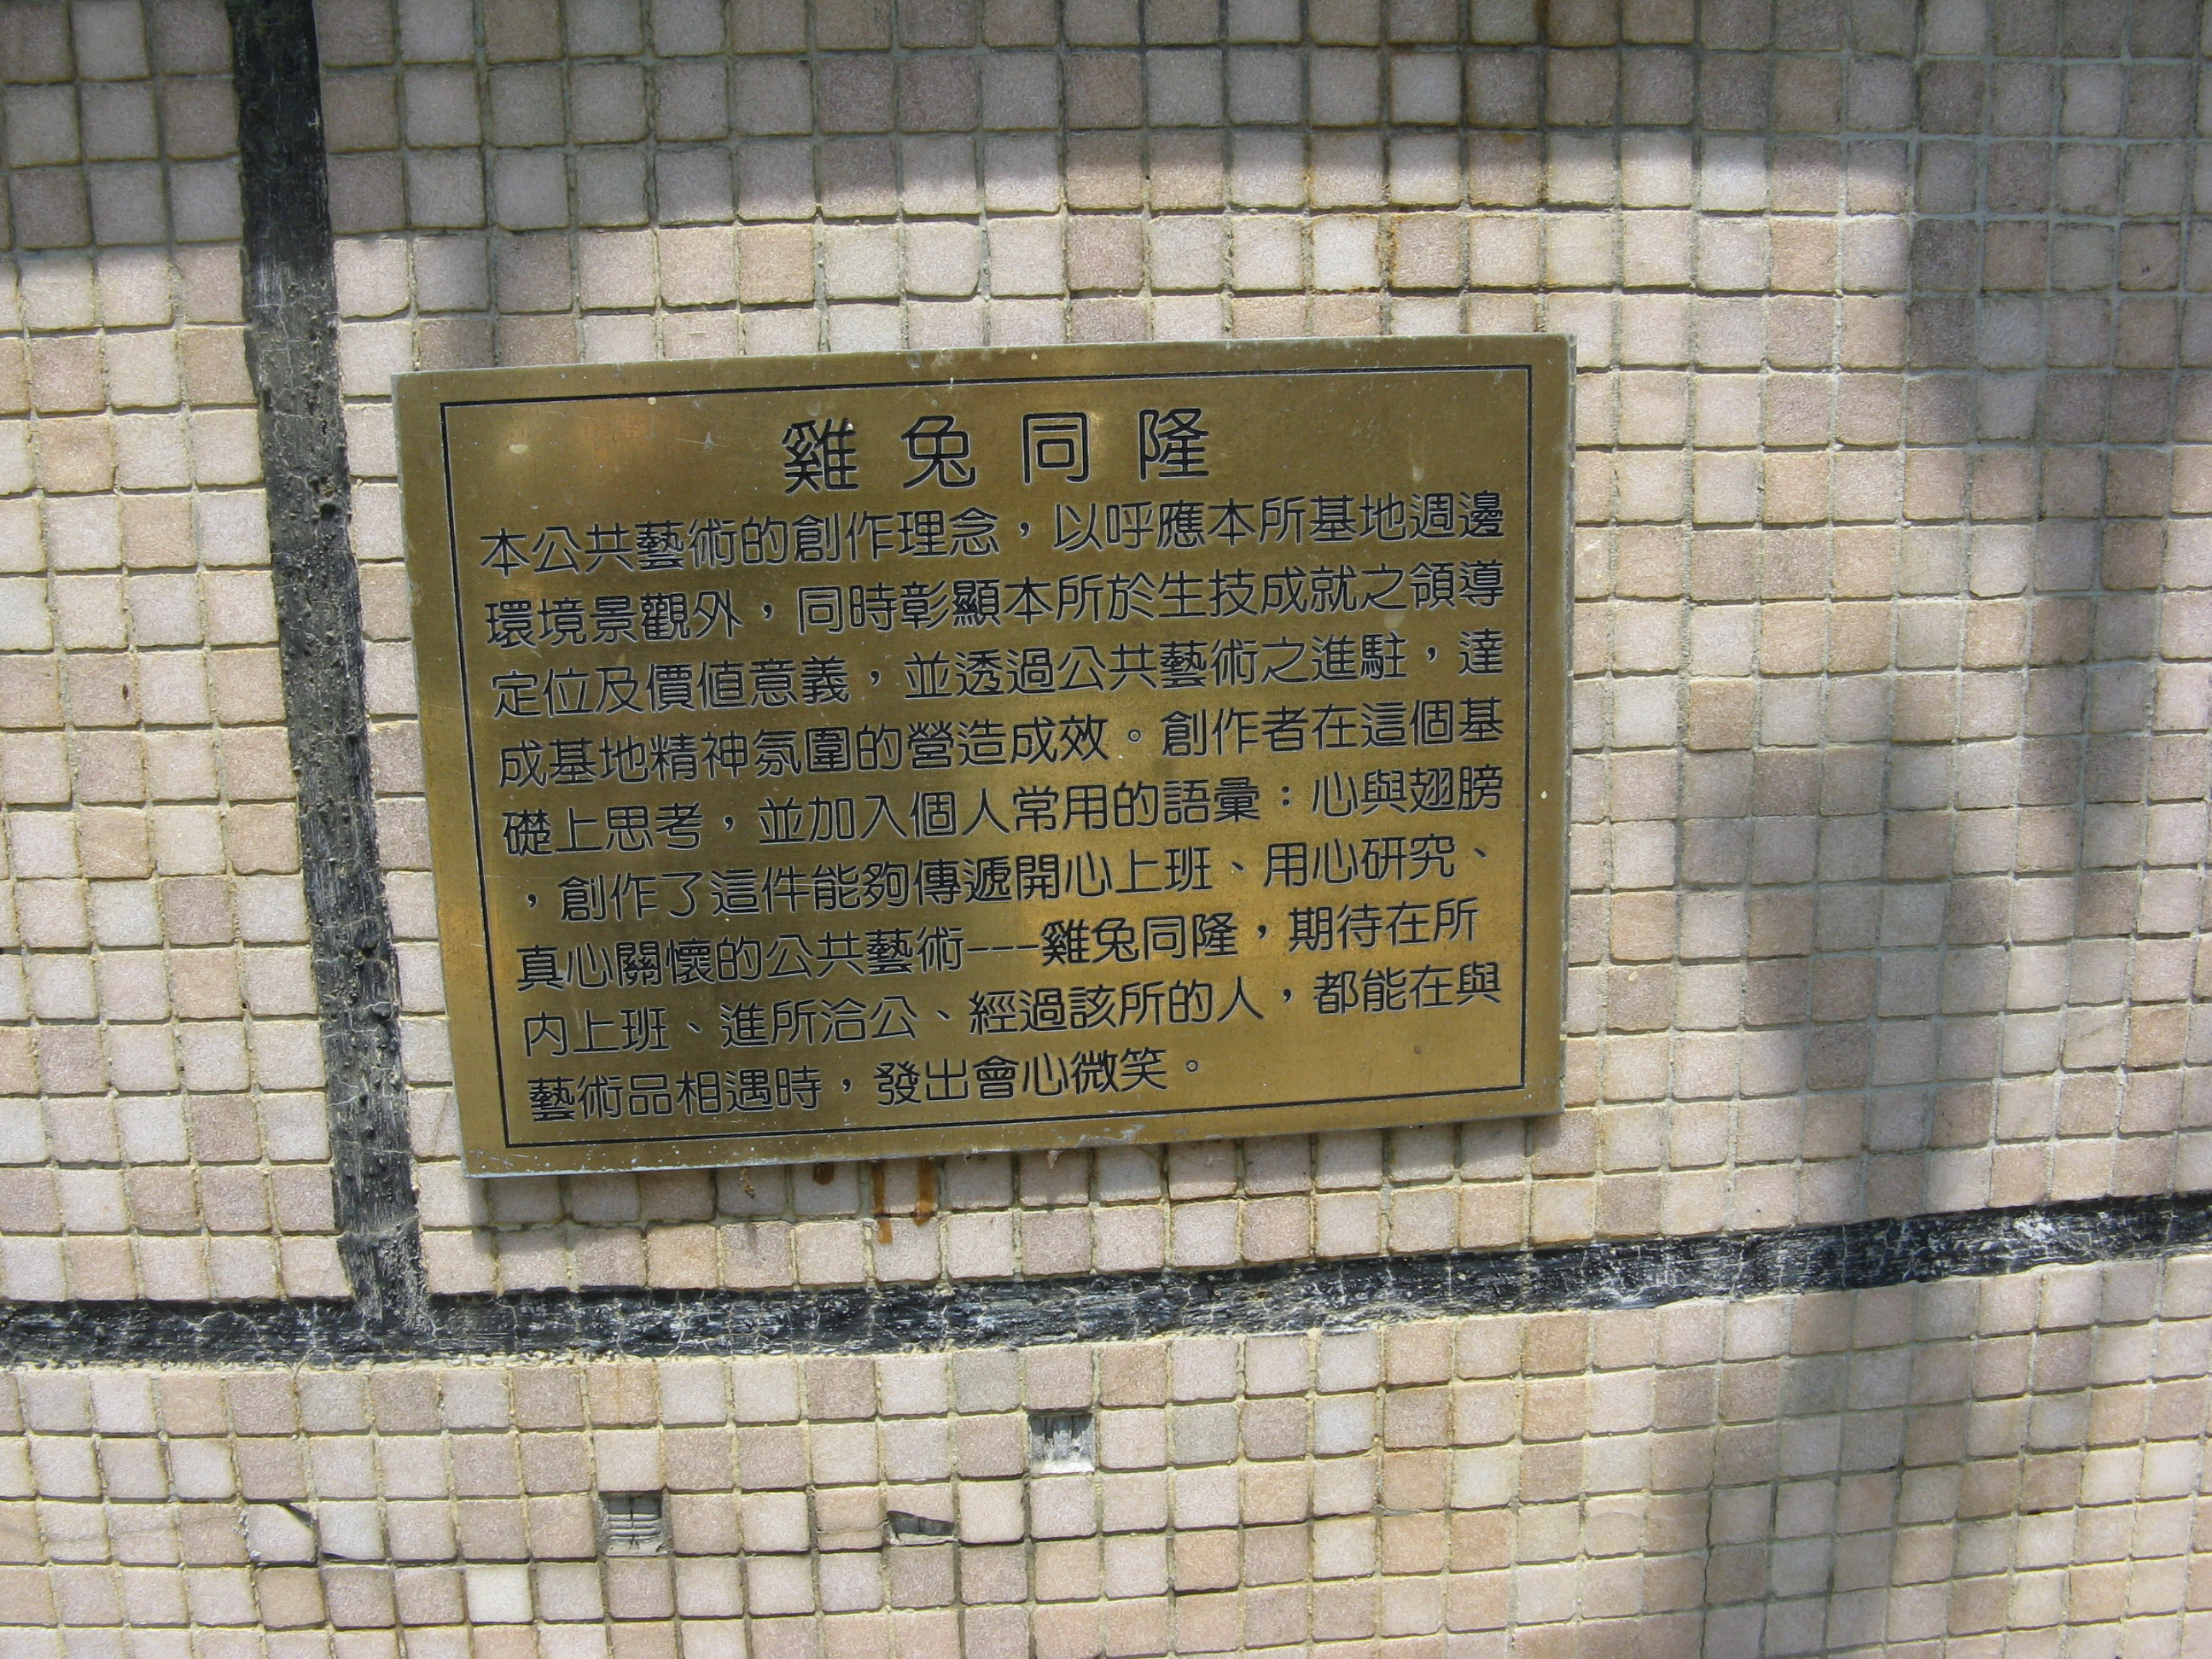 雞兔同隆
本公共藝術的創作理念，以呼應本所基地週邊
環境景觀外，同時彰顯本所於生技成就之領導
定位及價值意義，並透過公共藝術之進駐，達
成基地精神氛圍的營造成效。創作者在這個基
礎上思考，並加入個人常用的語彙：心與翅膀
，創作了這件能夠傳遞開心上班、用心研究、
真心關懷的公共藝術---雞兔同隆，期待在所
內上班、進所洽公、經過該所的人，都能在與
藝術品相遇時，發出會心微笑。